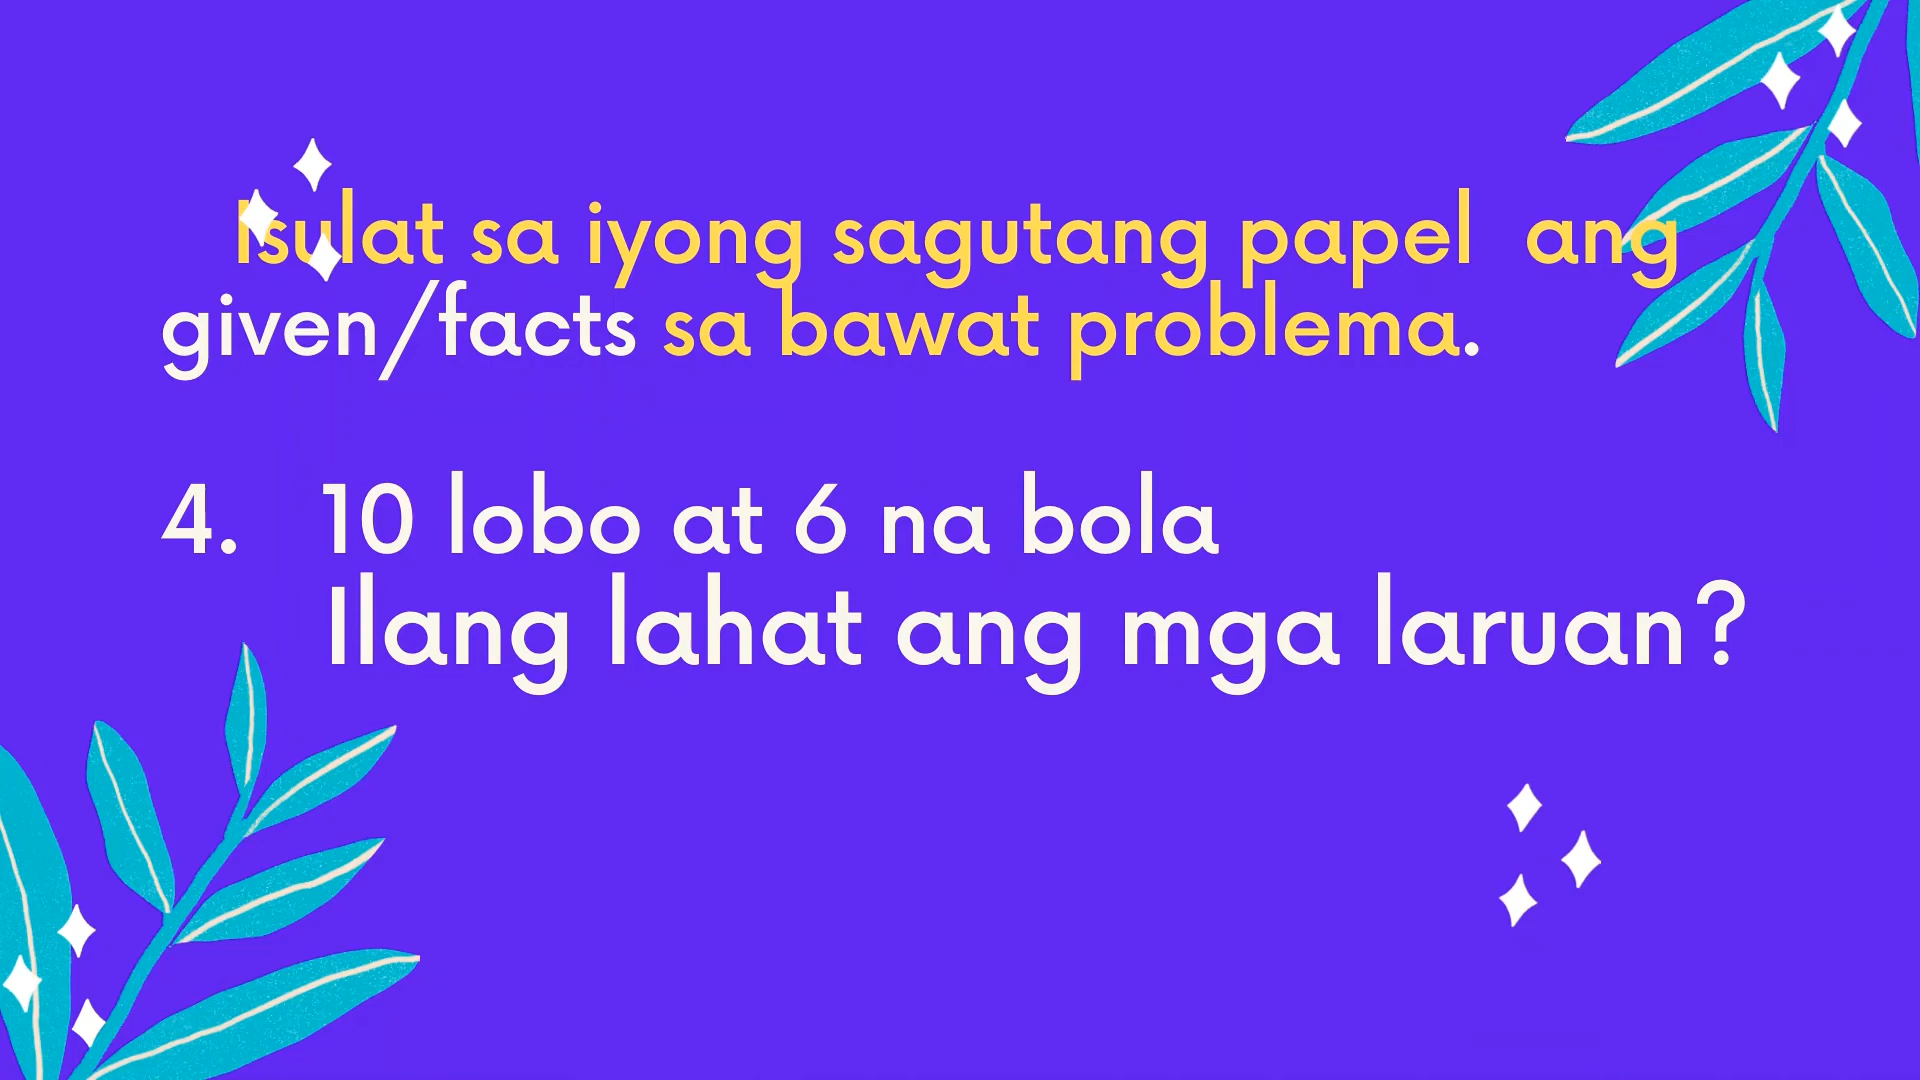 Isulat sa iyong sagutang papel ang
given/facts sa bawat problema.
4. 10 lobo at 6 na bola
Ilang lahat ang mga laruan?